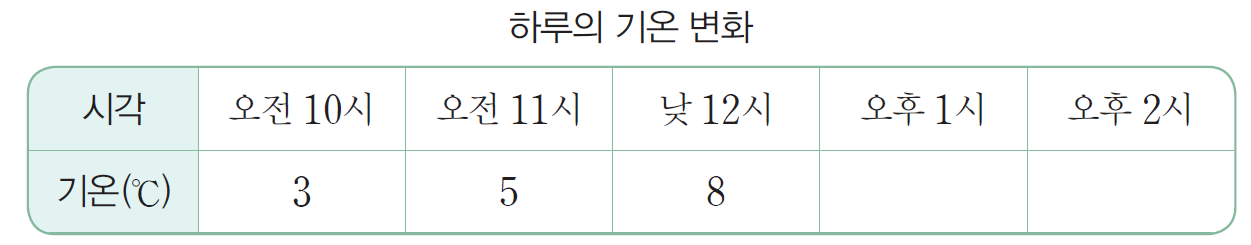 하루의 기온 변화
시각 오전 10시 오전 11시 낮 12시 오후 1시 오후 2시
기온(℃) 3 5 8